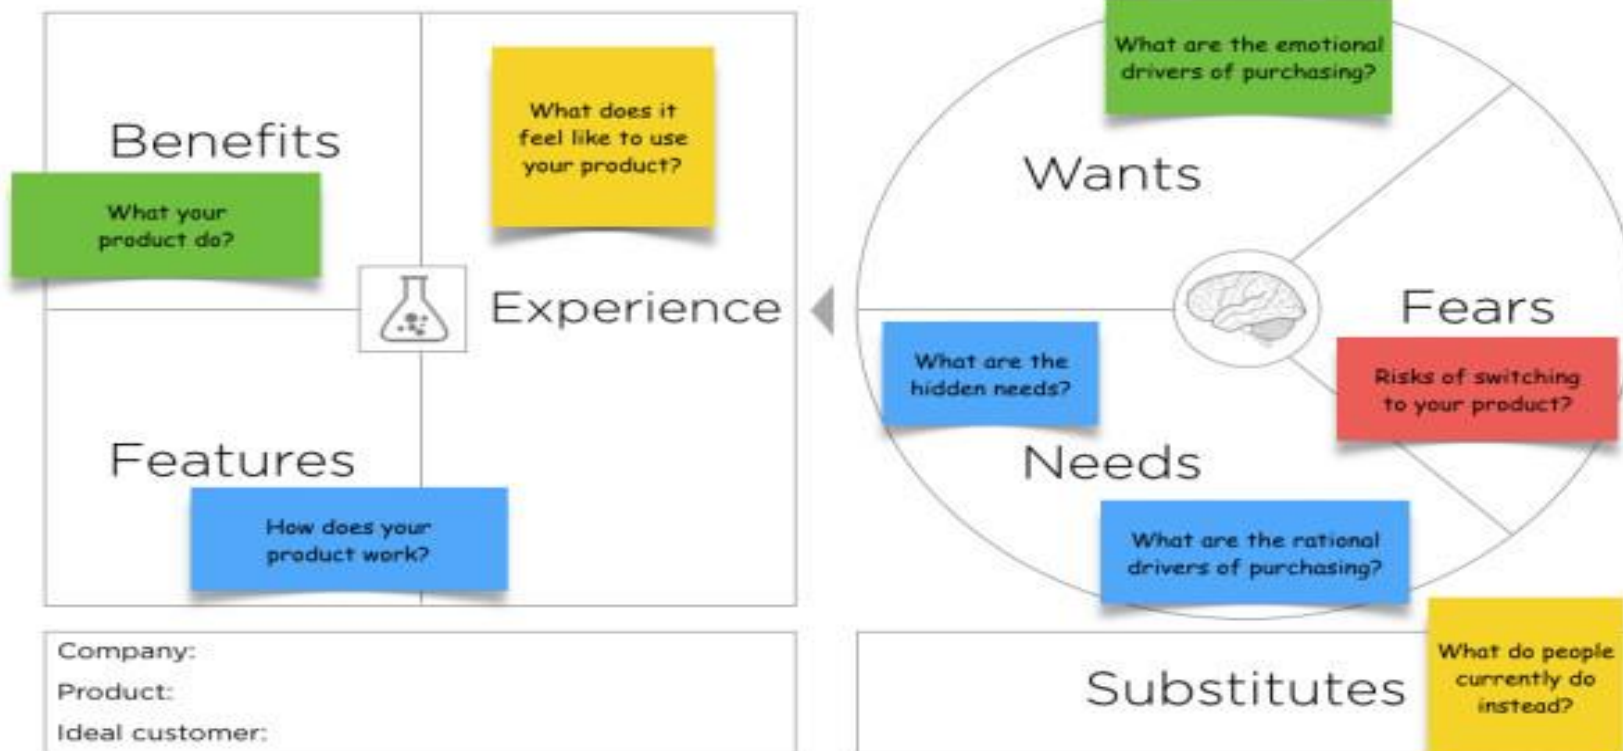 Benefits
What your
product do?
What does it
feel like to use
your product?
Experience
Features
How does your
product work?
Company:
Product:
Ideal customer:
What are the emotional
drivers of purchasing?
Wants
Fears
Risks of switching
to your product?
What are the
hidden needs?
Needs
What are the rational
drivers of purchasing?
Substitutes
What do people
currently do
instead?